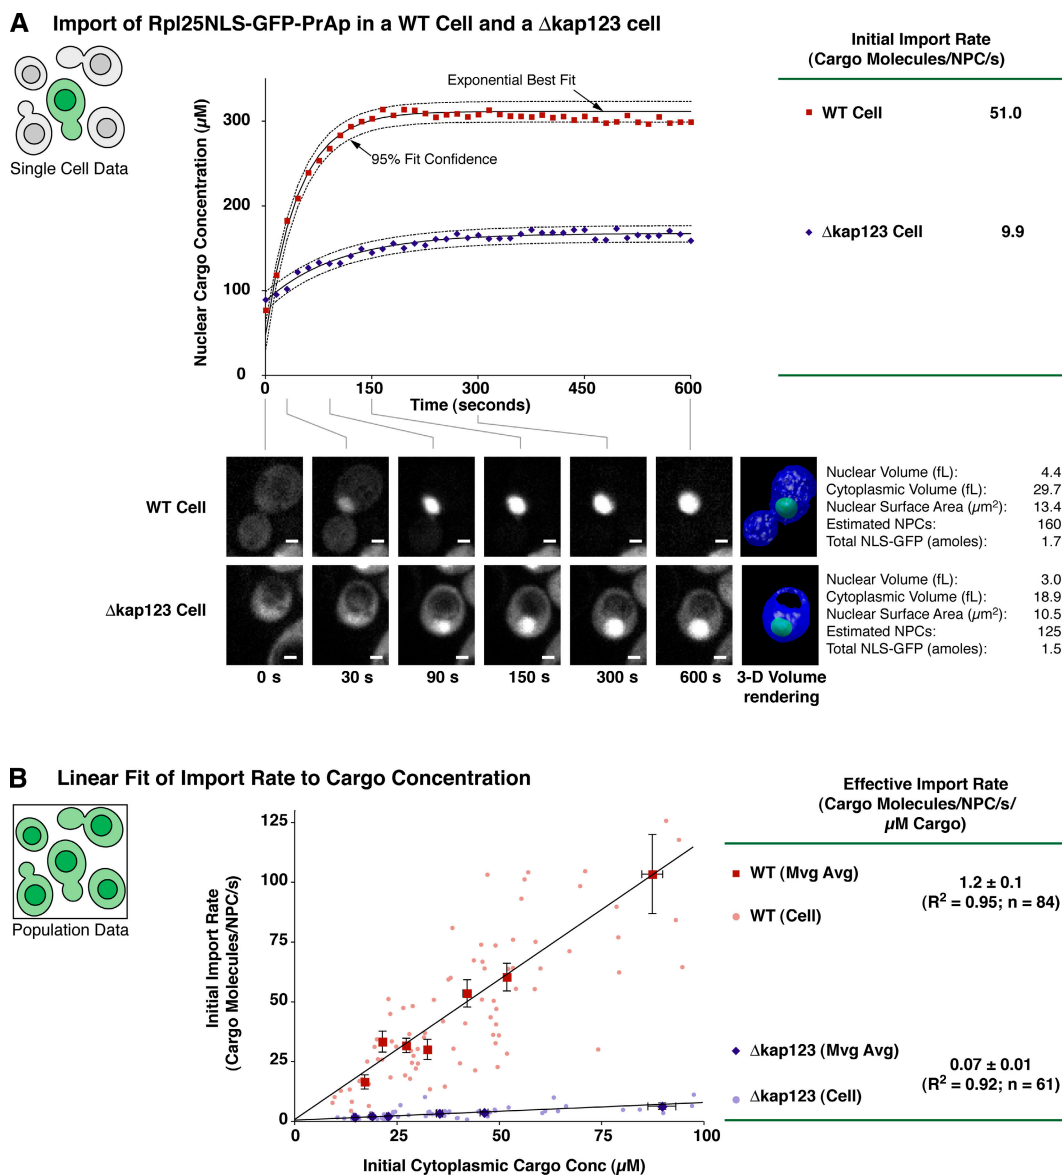 A Import of Rpl25NLS-GFP-PrAp in a WT Cell and a Δkap123 cell
Single Cell Data
Initial Import Rate
(Cargo Molecules/NPC/s)
WT Cell 51.0
Δkap123 Cell 9.9
Nuclear Cargo Concentration (µM)
300
200
100
0
Exponential Best Fit
95% Fit Confidence
0 150 300 450 600
Time (seconds)
WT Cell
Nuclear Volume (fL): 4.4
Cytoplasmic Volume (fL): 29.7
Nuclear Surface Area (µm²): 13.4
Estimated NPCs: 160
Total NLS-GFP (amoles): 1.7
Δkap123 Cell
Nuclear Volume (fL): 3.0
Cytoplasmic Volume (fL): 18.9
Nuclear Surface Area (µm²): 10.5
Estimated NPCs: 125
Total NLS-GFP (amoles): 1.5
0 s 30 s 90 s 150 s 300 s 600 s 3-D Volume
rendering
B Linear Fit of Import Rate to Cargo Concentration
Population Data
Effective Import Rate
(Cargo Molecules/NPC/s/
µM Cargo)
WT (Mvg Avg)
WT (Cell)
1.2 ± 0.1
(R² = 0.95; n = 84)
Δkap123 (Mvg Avg)
Δkap123 (Cell)
0.07 ± 0.01
(R² = 0.92; n = 61)
Initial Import Rate
(Cargo Molecules/NPC/s)
125
100
75
50
25
0
0 25 50 75 100
Initial Cytoplasmic Cargo Conc (µM)